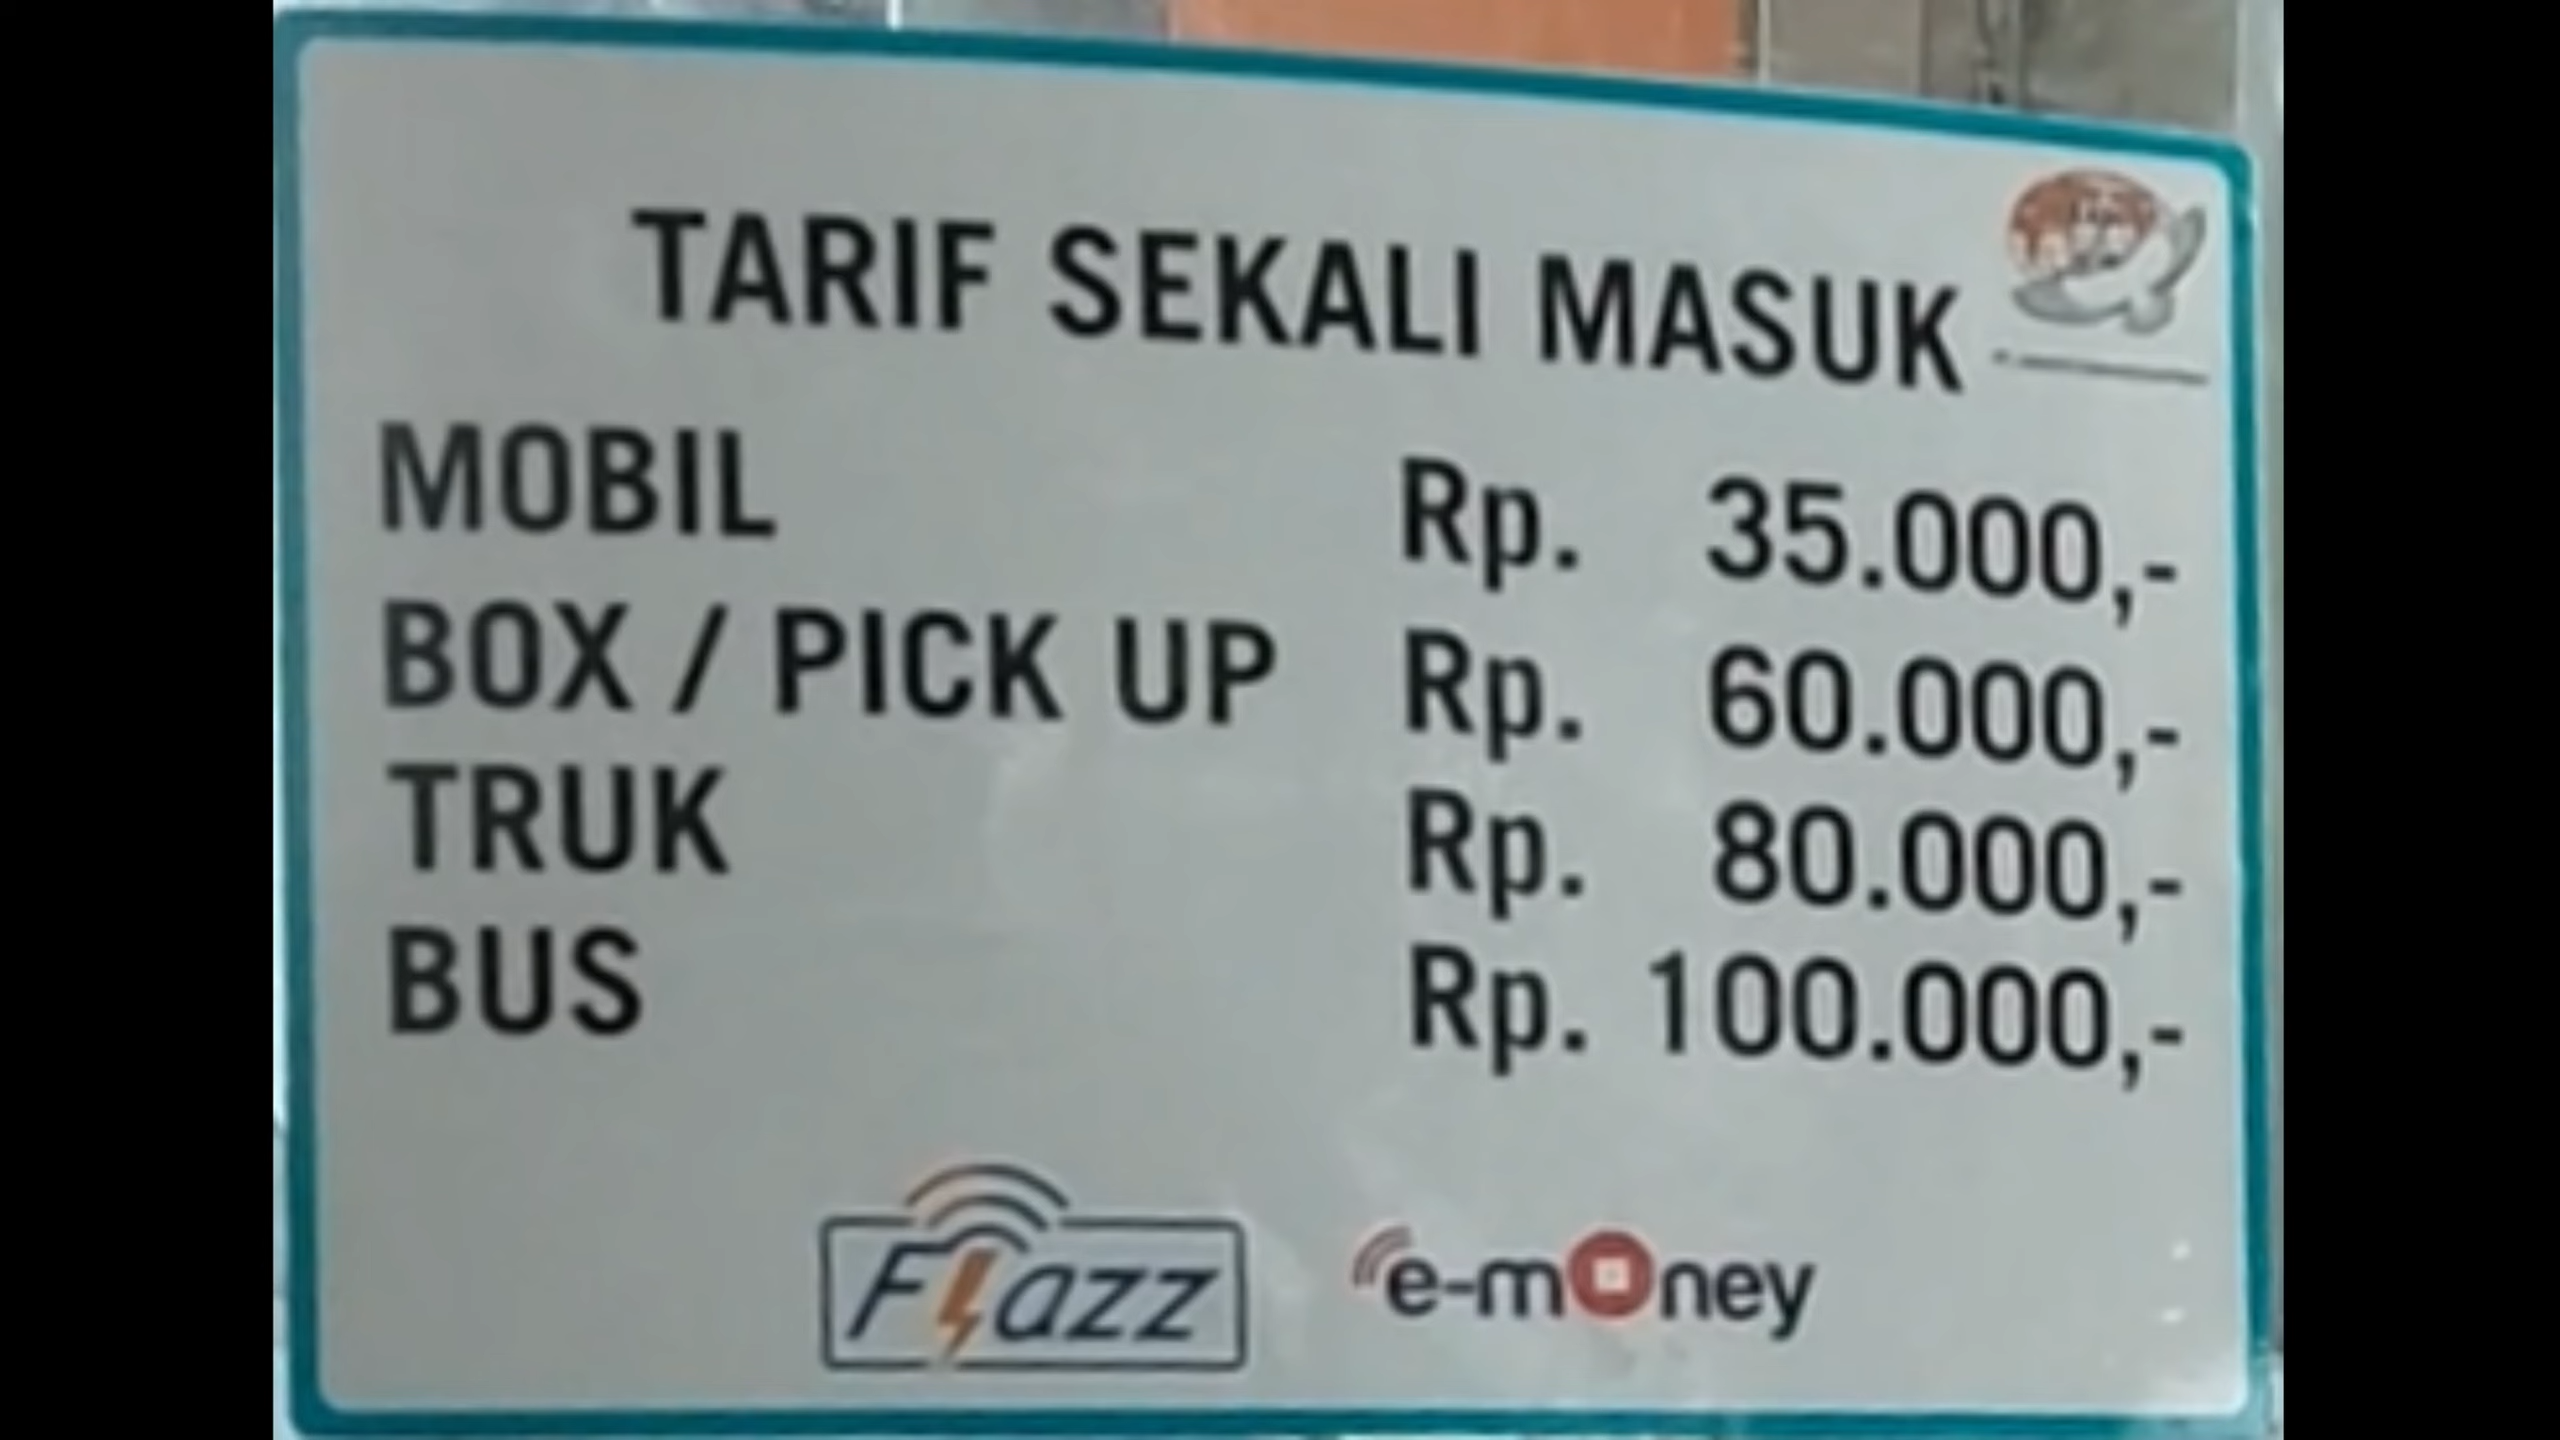 TARIF SEKALI MASUK
MOBIL Rp. 35.000,-
BOX / PICK UP Rp. 60.000,-
TRUK Rp. 80.000,-
BUS Rp. 100.000,-
Flazz e-money